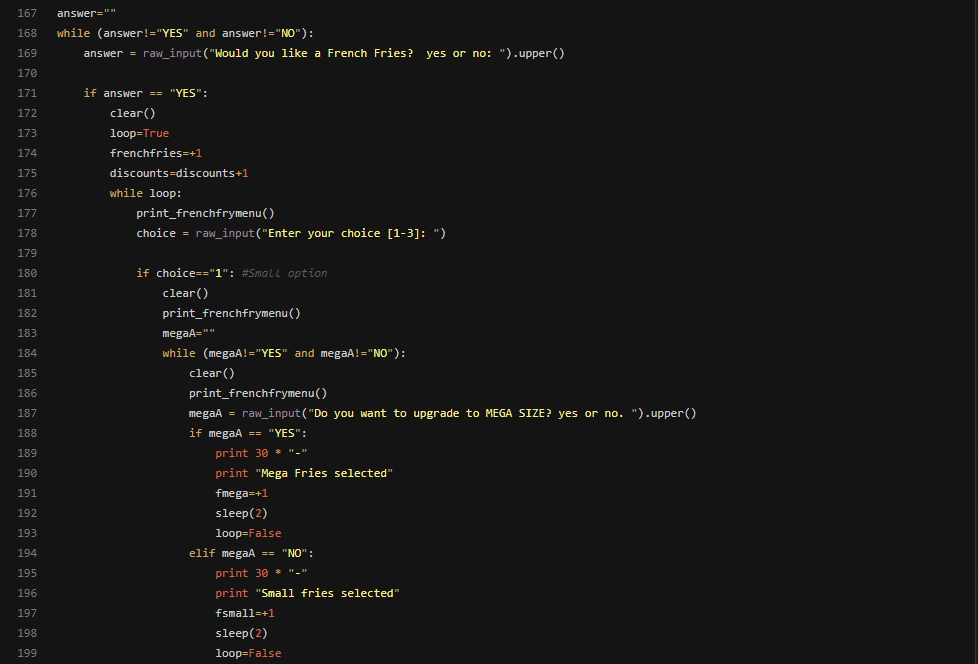 167 answer=""
168 while (answer!="YES" and answer!="NO"):
169     answer = raw_input("Would you like a French Fries?  yes or no: ").upper()
170
171     if answer == "YES":
172         clear()
173         loop=True
174         frenchfries=+1
175         discounts=discounts+1
176         while loop:
177             print_frenchfrymenu()
178             choice = raw_input("Enter your choice [1-3]: ")
179
180             if choice=="1": #Small option
181                 clear()
182                 print_frenchfrymenu()
183                 megaA=""
184                 while (megaA!="YES" and megaA!="NO"):
185                     clear()
186                     print_frenchfrymenu()
187                     megaA = raw_input("Do you want to upgrade to MEGA SIZE? yes or no. ").upper()
188                     if megaA == "YES":
189                         print 30 * "-"
190                         print "Mega Fries selected"
191                         fmega=+1
192                         sleep(2)
193                         loop=False
194                     elif megaA == "NO":
195                         print 30 * "-"
196                         print "Small fries selected"
197                         fsmall=+1
198                         sleep(2)
199                         loop=False